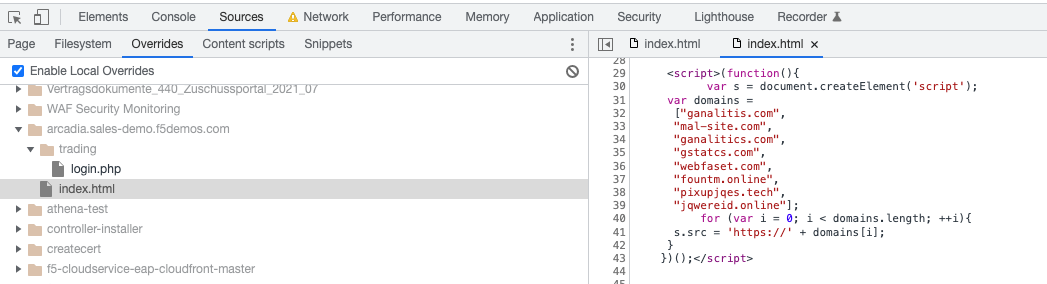 Elements Console Sources Network Performance Memory Application Security Lighthouse Recorder
Page Filesystem Overrides Content scripts Snippets
index.html index.html ×
Enable Local Overrides
Vertragsdokumente_440_Zuschussportal_2021_07
WAF Security Monitoring
arcadia.sales-demo.f5demos.com
trading
login.php
index.html
athena-test
controller-installer
createcert
f5-cloudservice-eap-cloudfront-master
28
29 <script>(function(){
30 var s = document.createElement('script');
31 var domains =
32 ["ganalitis.com",
33 "mal-site.com",
34 "ganalitics.com",
35 "gstatcs.com",
36 "webfaset.com",
37 "fountm.online",
38 "pixupjqes.tech",
39 "jqwereid.online"];
40 for (var i = 0; i < domains.length; ++i){
41 s.src = 'https://' + domains[i];
42 }
43 })();</script>
44
45